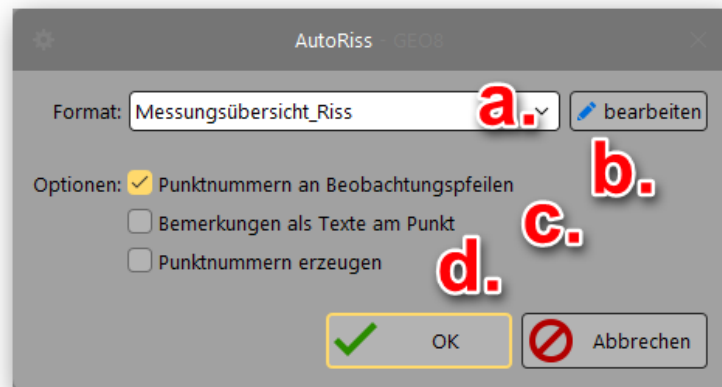 AutoRiss - GEO8
Format: Messungsübersicht_Riss a. bearbeiten
b.
Optionen: Punktnummern an Beobachtungspfeilen
Bemerkungen als Texte am Punkt c.
Punktnummern erzeugen d.
OK Abbrechen